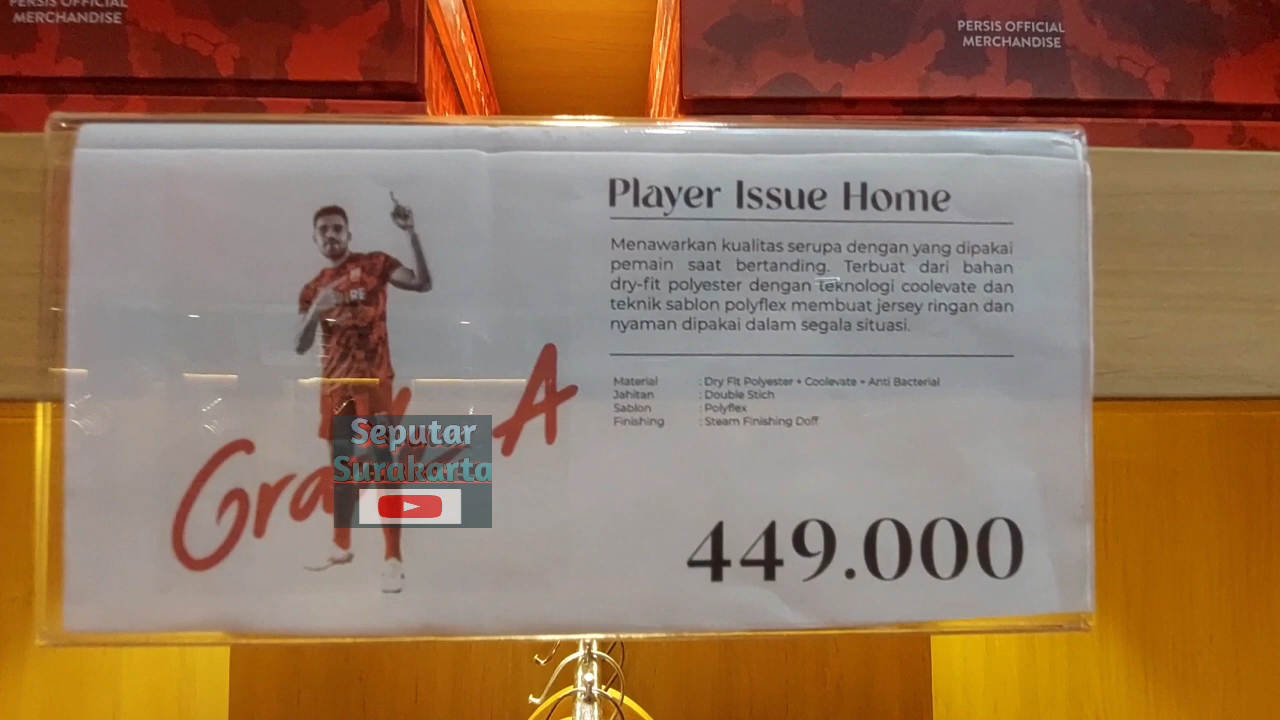 PERSIS OFFICIAL
MERCHANDISE
PERSIS OFFICIAL
MERCHANDISE
Player Issue Home
Menawarkan kualitas serupa dengan yang dipakai
pemain saat bertanding. Terbuat dari bahan
dry-fit polyester dengan teknologi coolevate dan
teknik sablon polyflex membuat jersey ringan dan
nyaman dipakai dalam segala situasi.
Material : Dry Fit Polyester + Coolevate + Anti Bacterial
Jahitan : Double Stich
Sablon : Polyflex
Finishing : Steam Finishing Doff
A
Seputar
Surakarta
449.000